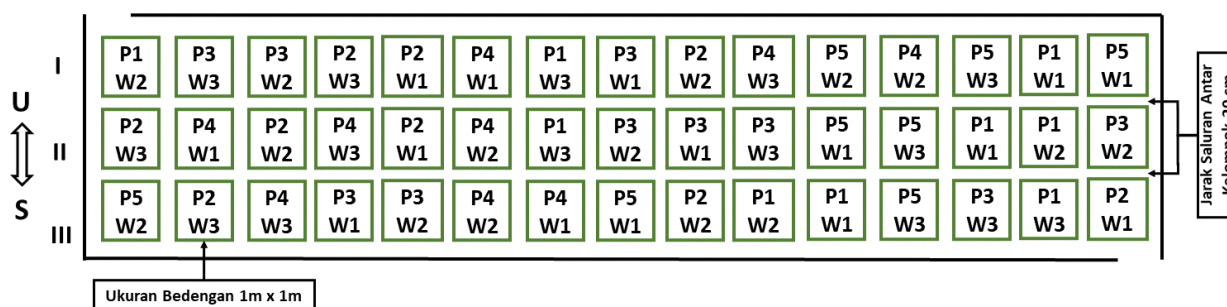 I
P1 P3 P3 P2 P2 P4 P1 P3 P2 P4 P5 P4 P5 P1 P5
W2 W3 W2 W3 W1 W1 W3 W1 W2 W3 W2 W2 W3 W1 W1
U
S
II
P2 P4 P2 P4 P2 P4 P1 P3 P3 P3 P5 P5 P1 P1 P3
W3 W1 W2 W3 W1 W2 W3 W2 W1 W3 W1 W3 W1 W2 W2
III
P5 P2 P4 P3 P3 P4 P4 P5 P2 P1 P1 P5 P3 P1 P2
W2 W3 W3 W1 W2 W2 W1 W1 W2 W2 W1 W3 W3 W3 W1
Jarak Saluran Antar
Ukuran Bedengan 1m x 1m